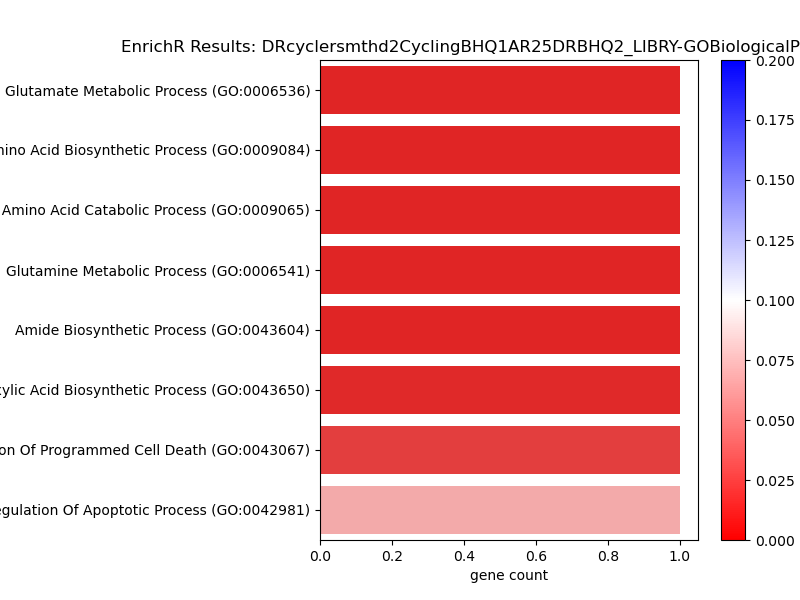 EnrichR Results: DRcyclersmthd2CyclingBHQ1AR25DRBHQ2_LIBRY-GOBiologicalP
Glutamate Metabolic Process (GO:0006536)
Amino Acid Biosynthetic Process (GO:0009084)
Amino Acid Catabolic Process (GO:0009065)
Glutamine Metabolic Process (GO:0006541)
Amide Biosynthetic Process (GO:0043604)
xylic Acid Biosynthetic Process (GO:0043650)
on Of Programmed Cell Death (GO:0043067)
egulation Of Apoptotic Process (GO:0042981)
0.0 0.2 0.4 0.6 0.8 1.0
gene count
0.200
0.175
0.150
0.125
0.100
0.075
0.050
0.025
0.000